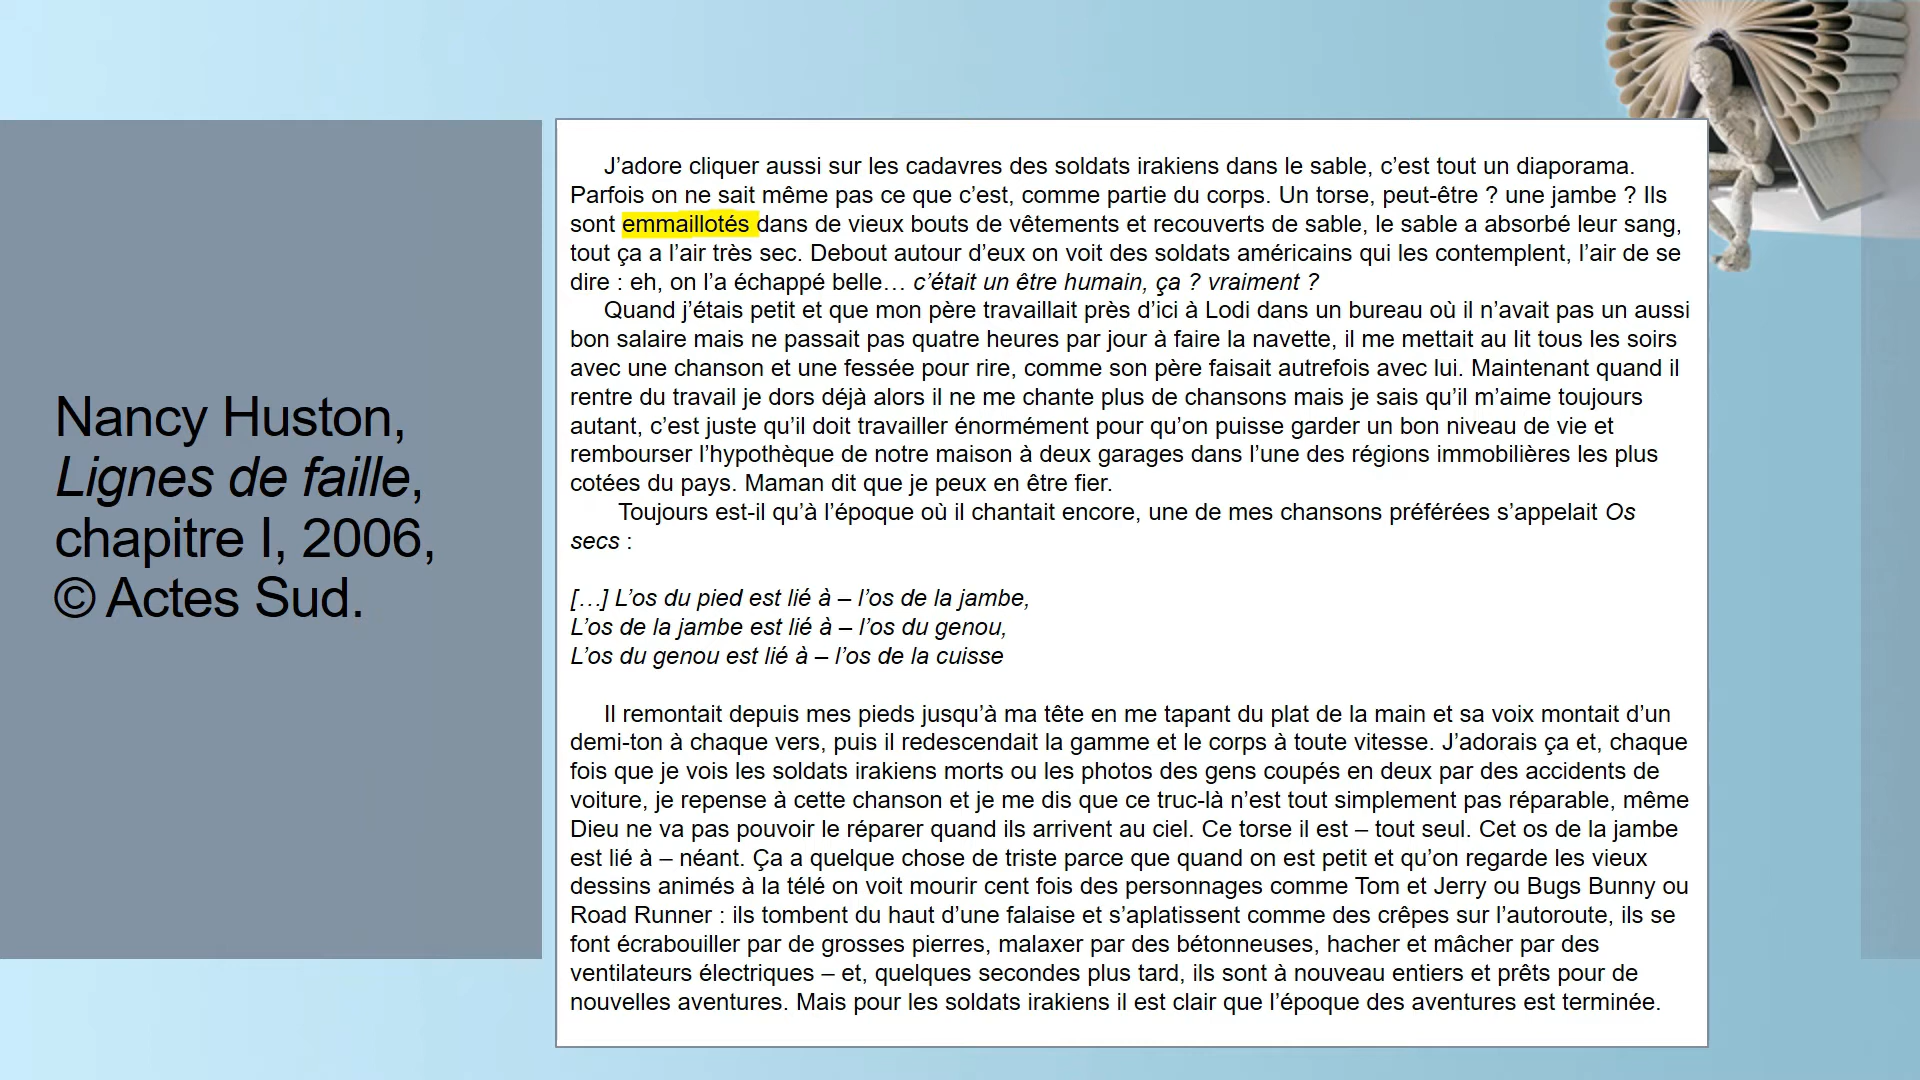 Nancy Huston,
Lignes de faille,
chapitre I, 2006,
© Actes Sud.
J’adore cliquer aussi sur les cadavres des soldats irakiens dans le sable, c’est tout un diaporama.
Parfois on ne sait même pas ce que c’est, comme partie du corps. Un torse, peut-être ? une jambe ? Ils
sont emmaillotés dans de vieux bouts de vêtements et recouverts de sable, le sable a absorbé leur sang,
tout ça a l’air très sec. Debout autour d’eux on voit des soldats américains qui les contemplent, l’air de se
dire : eh, on l’a échappé belle… c’était un être humain, ça ? vraiment ?
Quand j’étais petit et que mon père travaillait près d’ici à Lodi dans un bureau où il n’avait pas un aussi
bon salaire mais ne passait pas quatre heures par jour à faire la navette, il me mettait au lit tous les soirs
avec une chanson et une fessée pour rire, comme son père faisait autrefois avec lui. Maintenant quand il
rentre du travail je dors déjà alors il ne me chante plus de chansons mais je sais qu’il m’aime toujours
autant, c’est juste qu’il doit travailler énormément pour qu’on puisse garder un bon niveau de vie et
rembourser l’hypothèque de notre maison à deux garages dans l’une des régions immobilières les plus
cotées du pays. Maman dit que je peux en être fier.
Toujours est-il qu’à l’époque où il chantait encore, une de mes chansons préférées s’appelait Os
secs :
[…] L’os du pied est lié à – l’os de la jambe,
L’os de la jambe est lié à – l’os du genou,
L’os du genou est lié à – l’os de la cuisse
Il remontait depuis mes pieds jusqu’à ma tête en me tapant du plat de la main et sa voix montait d’un
demi-ton à chaque vers, puis il redescendait la gamme et le corps à toute vitesse. J’adorais ça et, chaque
fois que je vois les soldats irakiens morts ou les photos des gens coupés en deux par des accidents de
voiture, je repense à cette chanson et je me dis que ce truc-là n’est tout simplement pas réparable, même
Dieu ne va pas pouvoir le réparer quand ils arrivent au ciel. Ce torse il est – tout seul. Cet os de la jambe
est lié à – néant. Ça a quelque chose de triste parce que quand on est petit et qu’on regarde les vieux
dessins animés à la télé on voit mourir cent fois des personnages comme Tom et Jerry ou Bugs Bunny ou
Road Runner : ils tombent du haut d’une falaise et s’aplatissent comme des crêpes sur l’autoroute, ils se
font écrabouiller par de grosses pierres, malaxer par des bétonneuses, hacher et mâcher par des
ventilateurs électriques – et, quelques secondes plus tard, ils sont à nouveau entiers et prêts pour de
nouvelles aventures. Mais pour les soldats irakiens il est clair que l’époque des aventures est terminée.